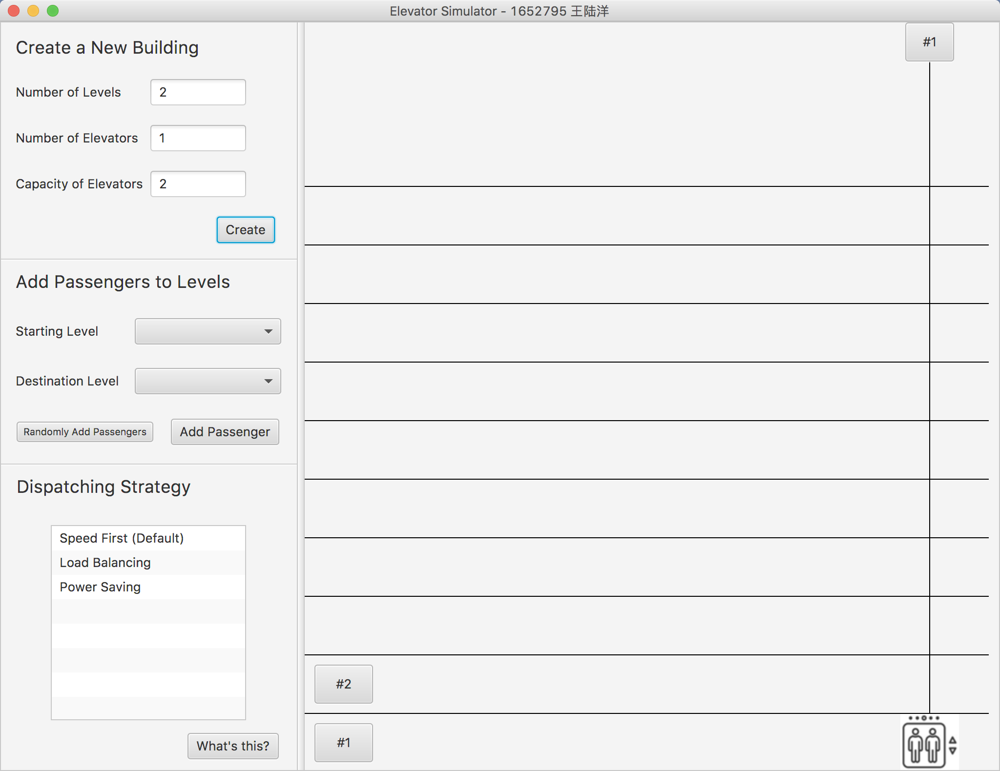 Elevator Simulator - 1652795 王陆洋
Create a New Building
Number of Levels 2
Number of Elevators 1
Capacity of Elevators 2
Create
Add Passengers to Levels
Starting Level
Destination Level
Randomly Add Passengers Add Passenger
Dispatching Strategy
Speed First (Default)
Load Balancing
Power Saving
What's this?
#1
#2
#1